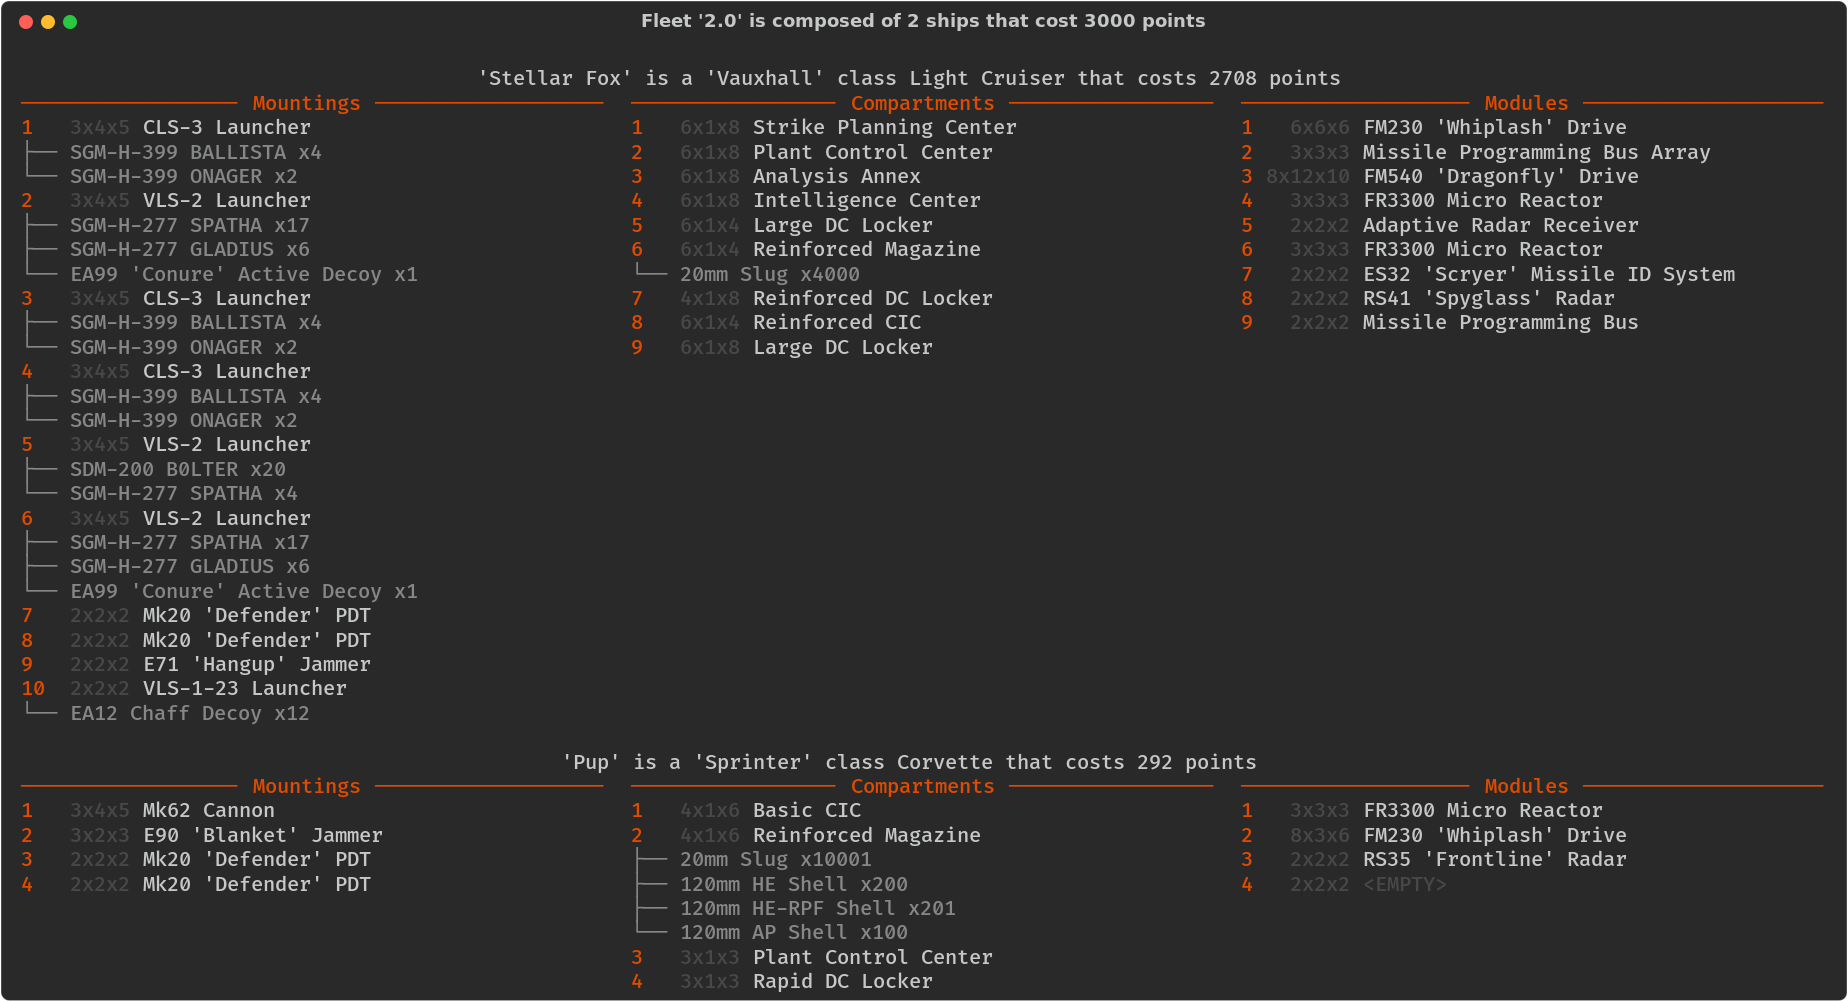 Fleet '2.0' is composed of 2 ships that cost 3000 points
'Stellar Fox' is a 'Vauxhall' class Light Cruiser that costs 2708 points
Mountings
1 3x4x5 CLS-3 Launcher
SGM-H-399 BALLISTA x4
SGM-H-399 ONAGER x2
2 3x4x5 VLS-2 Launcher
SGM-H-277 SPATHA x17
SGM-H-277 GLADIUS x6
EA99 'Conure' Active Decoy x1
3 3x4x5 CLS-3 Launcher
SGM-H-399 BALLISTA x4
SGM-H-399 ONAGER x2
4 3x4x5 CLS-3 Launcher
SGM-H-399 BALLISTA x4
SGM-H-399 ONAGER x2
5 3x4x5 VLS-2 Launcher
SDM-200 B0LTER x20
SGM-H-277 SPATHA x4
6 3x4x5 VLS-2 Launcher
SGM-H-277 SPATHA x17
SGM-H-277 GLADIUS x6
EA99 'Conure' Active Decoy x1
7 2x2x2 Mk20 'Defender' PDT
8 2x2x2 Mk20 'Defender' PDT
9 2x2x2 E71 'Hangup' Jammer
10 2x2x2 VLS-1-23 Launcher
EA12 Chaff Decoy x12
Compartments
1 6x1x8 Strike Planning Center
2 6x1x8 Plant Control Center
3 6x1x8 Analysis Annex
4 6x1x8 Intelligence Center
5 6x1x4 Large DC Locker
6 6x1x4 Reinforced Magazine
20mm Slug x4000
7 4x1x8 Reinforced DC Locker
8 6x1x4 Reinforced CIC
9 6x1x8 Large DC Locker
Modules
1 6x6x6 FM230 'Whiplash' Drive
2 3x3x3 Missile Programming Bus Array
3 8x12x10 FM540 'Dragonfly' Drive
4 3x3x3 FR3300 Micro Reactor
5 2x2x2 Adaptive Radar Receiver
6 3x3x3 FR3300 Micro Reactor
7 2x2x2 ES32 'Scryer' Missile ID System
8 2x2x2 RS41 'Spyglass' Radar
9 2x2x2 Missile Programming Bus
'Pup' is a 'Sprinter' class Corvette that costs 292 points
Mountings
1 3x4x5 Mk62 Cannon
2 3x2x3 E90 'Blanket' Jammer
3 2x2x2 Mk20 'Defender' PDT
4 2x2x2 Mk20 'Defender' PDT
Compartments
1 4x1x6 Basic CIC
2 4x1x6 Reinforced Magazine
20mm Slug x10001
120mm HE Shell x200
120mm HE-RPF Shell x201
120mm AP Shell x100
3 3x1x3 Plant Control Center
4 3x1x3 Rapid DC Locker
Modules
1 3x3x3 FR3300 Micro Reactor
2 8x3x6 FM230 'Whiplash' Drive
3 2x2x2 RS35 'Frontline' Radar
4 2x2x2 <EMPTY>